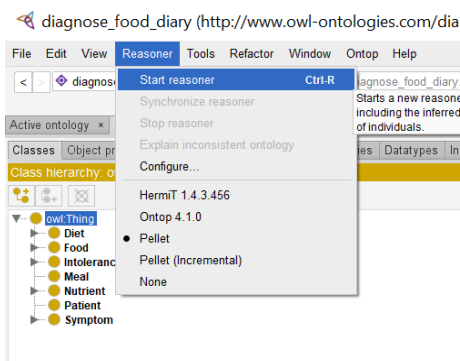 diagnose_food_diary (http://www.owl-ontologies.com/dia
File Edit View Reasoner Tools Refactor Window Ontop Help
< > diagnos
Start reasoner Ctrl-R
iagnose_food_diary
Synchronize reasoner
Starts a new reasone
including the inferred
of individuals.
Stop reasoner
Active ontology ×
Explain inconsistent ontology
Classes Object pr
ies Datatypes In
Configure...
Class hierarchy: o
HermiT 1.4.3.456
Ontop 4.1.0
Pellet
Pellet (Incremental)
None
owl:Thing
Diet
Food
Intoleranc
Meal
Nutrient
Patient
Symptom